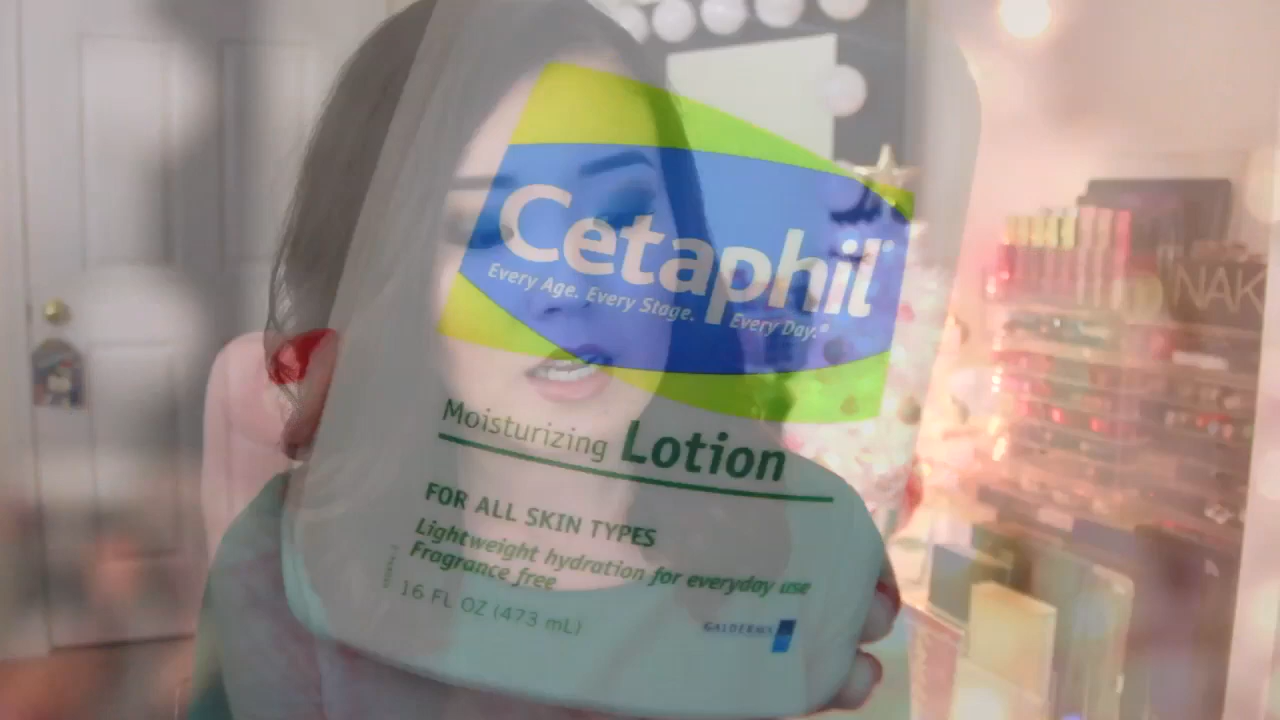 Cetaphil®
Every Age. Every Stage. Every Day.®
Moisturizing Lotion
FOR ALL SKIN TYPES
Lightweight hydration for everyday use
Fragrance free
16 FL OZ (473 mL)
GALDERMA
NAK